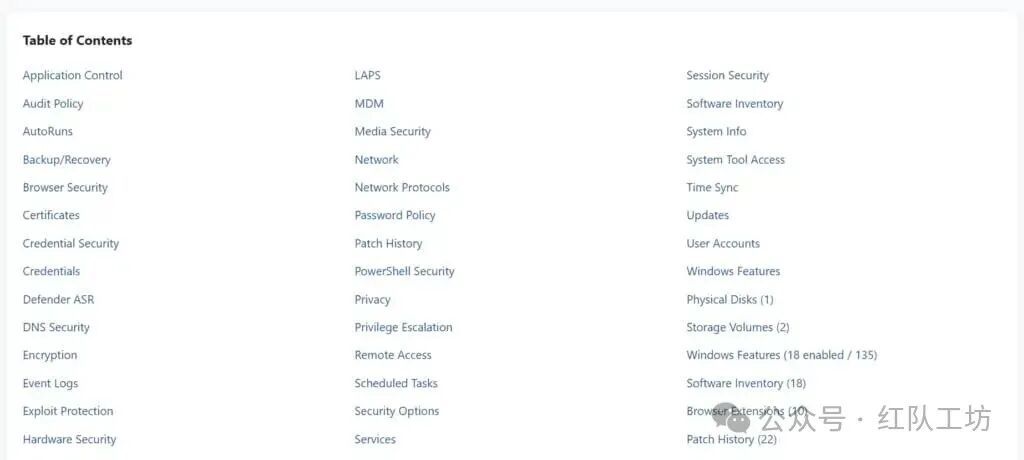 Table of Contents
Application Control
Audit Policy
AutoRuns
Backup/Recovery
Browser Security
Certificates
Credential Security
Credentials
Defender ASR
DNS Security
Encryption
Event Logs
Exploit Protection
Hardware Security
LAPS
MDM
Media Security
Network
Network Protocols
Password Policy
Patch History
PowerShell Security
Privacy
Privilege Escalation
Remote Access
Scheduled Tasks
Security Options
Services
Session Security
Software Inventory
System Info
System Tool Access
Time Sync
Updates
User Accounts
Windows Features
Physical Disks (1)
Storage Volumes (2)
Windows Features (18 enabled / 135)
Software Inventory (18)
Browser Extensions (10)
Patch History (22)
公众号 · 红队工坊